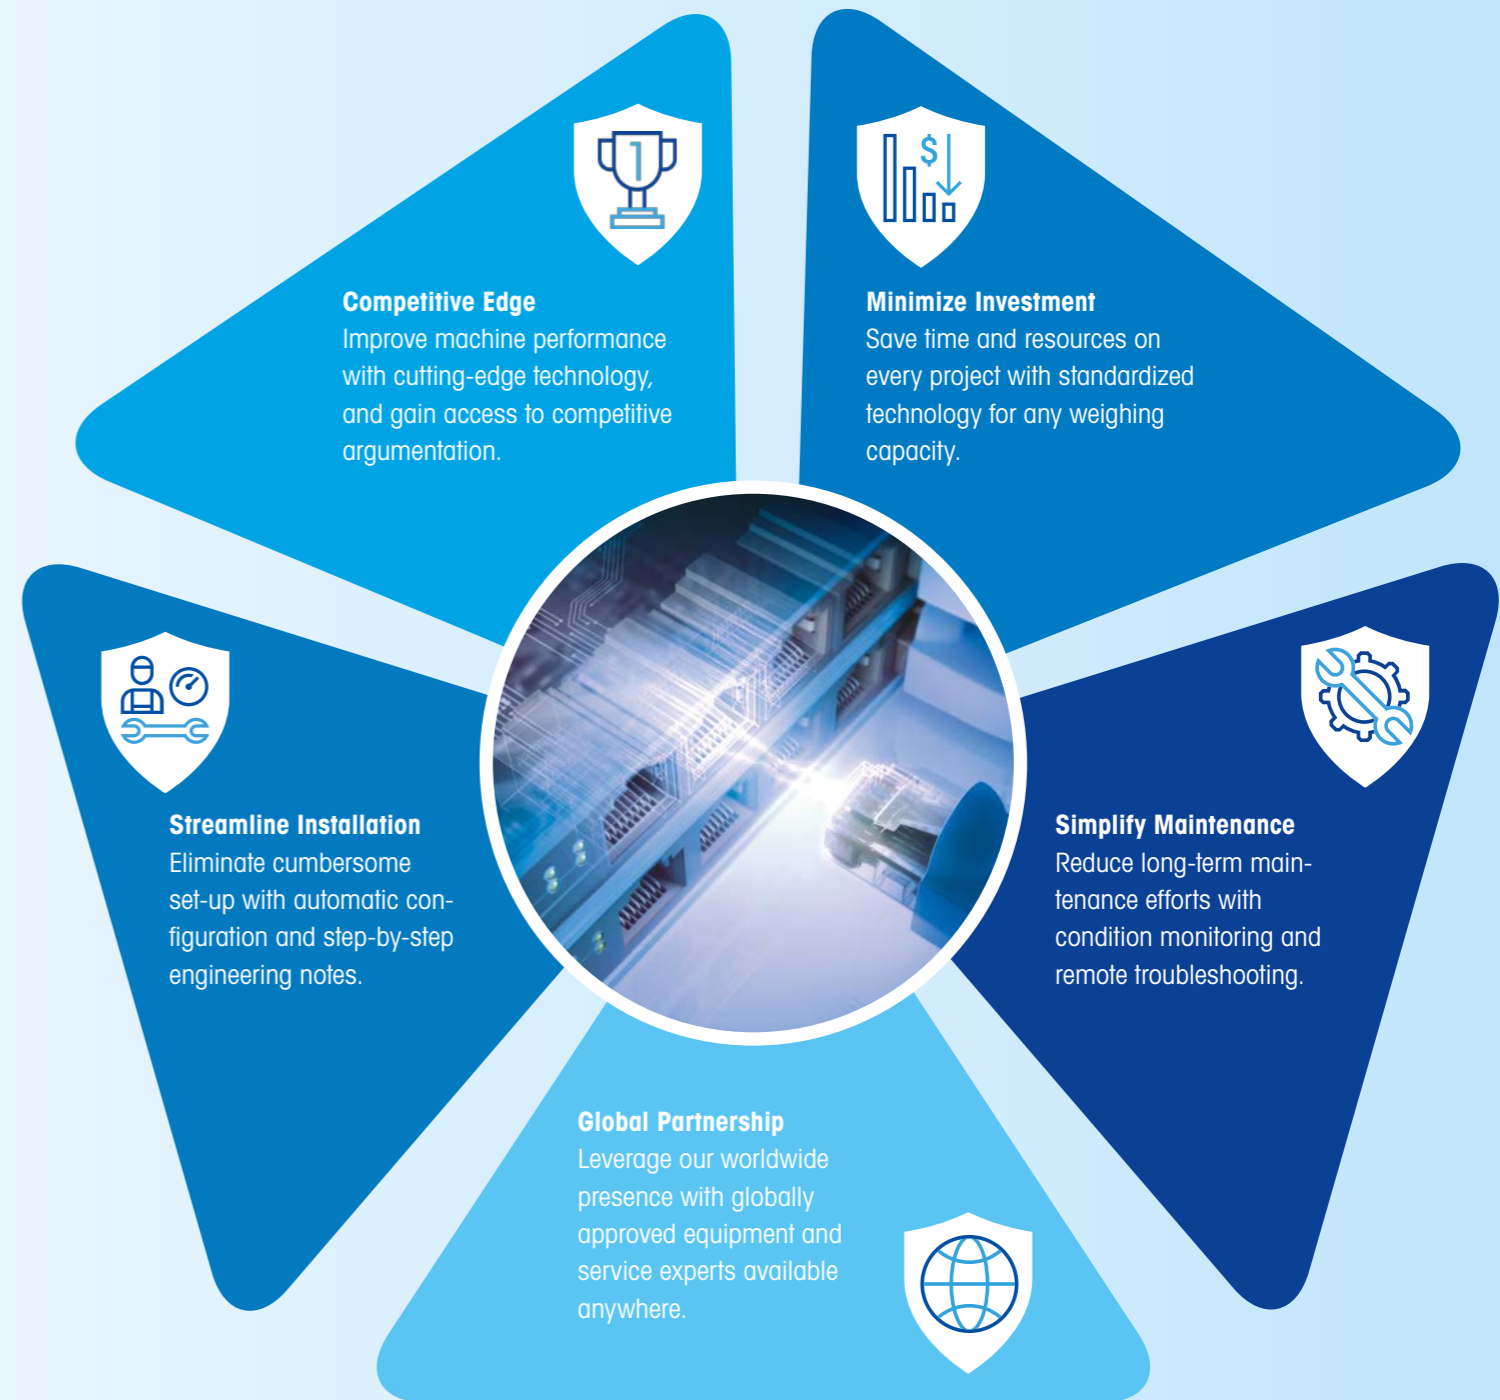 1
Competitive Edge
Improve machine performance
with cutting-edge technology,
and gain access to competitive
argumentation.
$
Minimize Investment
Save time and resources on
every project with standardized
technology for any weighing
capacity.
Streamline Installation
Eliminate cumbersome
set-up with automatic con-
figuration and step-by-step
engineering notes.
Simplify Maintenance
Reduce long-term main-
tenance efforts with
condition monitoring and
remote troubleshooting.
Global Partnership
Leverage our worldwide
presence with globally
approved equipment and
service experts available
anywhere.